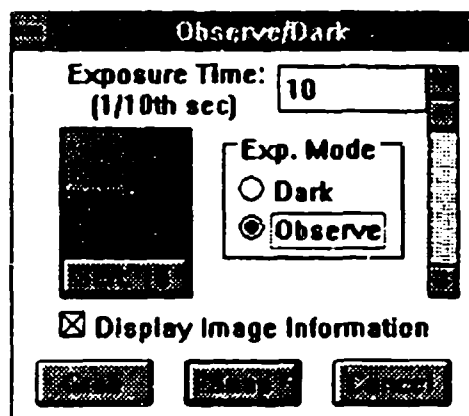 Observe/Dark
Exposure Time:
10
(1/10th sec)
Exp. Mode
Dark
Observe
Display Image Information